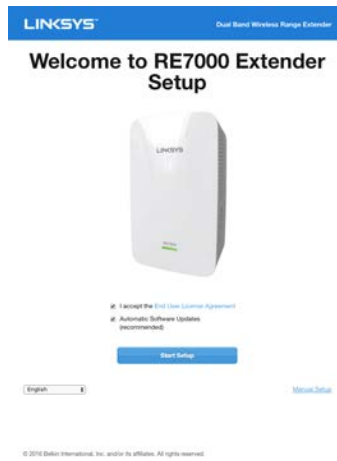 LINKSYS
Dual Band Wireless Range Extender
Welcome to RE7000 Extender
Setup
LINKSYS
I accept the End User License Agreement
Automatic Software Updates
(recommended)
Start Setup
English
Manual Setup
© 2016 Belkin International, Inc. and/or its affiliates. All rights reserved.